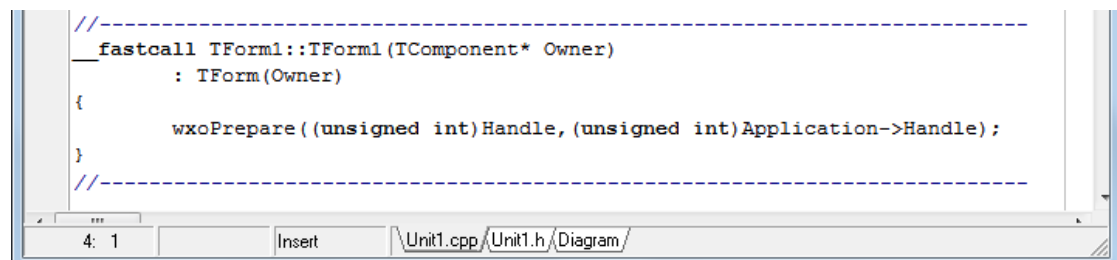 //---------------------------------------------------------------------------
__fastcall TForm1::TForm1(TComponent* Owner)
        : TForm(Owner)
{
        wxoPrepare((unsigned int)Handle,(unsigned int)Application->Handle);
}
//---------------------------------------------------------------------------
4: 1 Insert \Unit1.cpp/\Unit1.h/\Diagram/